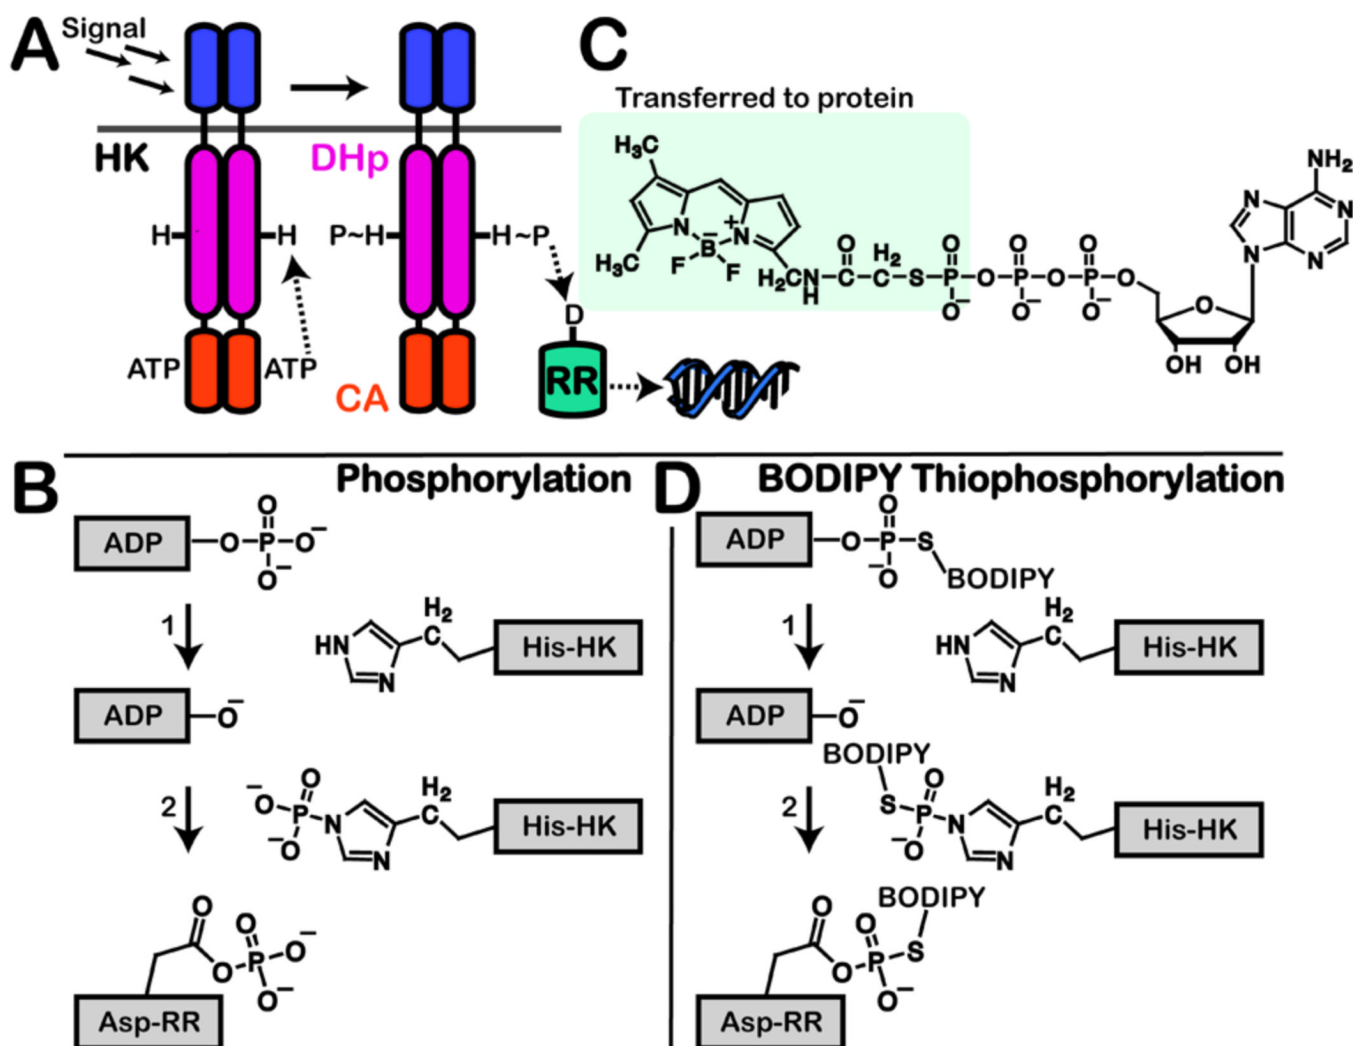 A
Signal
HK
DHp
H
H
P~H
H~P
ATP
ATP
CA
D
RR
C
Transferred to protein
H₃C
H₃C
N
B
N
+
−
F
F
H₂C
N
H
O
C
H₂
C
S
O
P
O⁻
O
O
P
O⁻
O
O
P
O⁻
O
O
OH
OH
N
N
N
N
NH₂
B
Phosphorylation
ADP
O
O
P
O⁻
O⁻
1
HN
N
H₂
C
His-HK
ADP
O⁻
2
⁻O
O
P
⁻O
N
N
H₂
C
His-HK
O
O
O
P
O⁻
O⁻
Asp-RR
D
BODIPY Thiophosphorylation
ADP
O
O
P
S
⁻O
BODIPY
1
HN
N
H₂
C
His-HK
ADP
O⁻
2
BODIPY
S
O
P
⁻O
N
N
H₂
C
His-HK
BODIPY
O
O
O
P
S
O⁻
Asp-RR